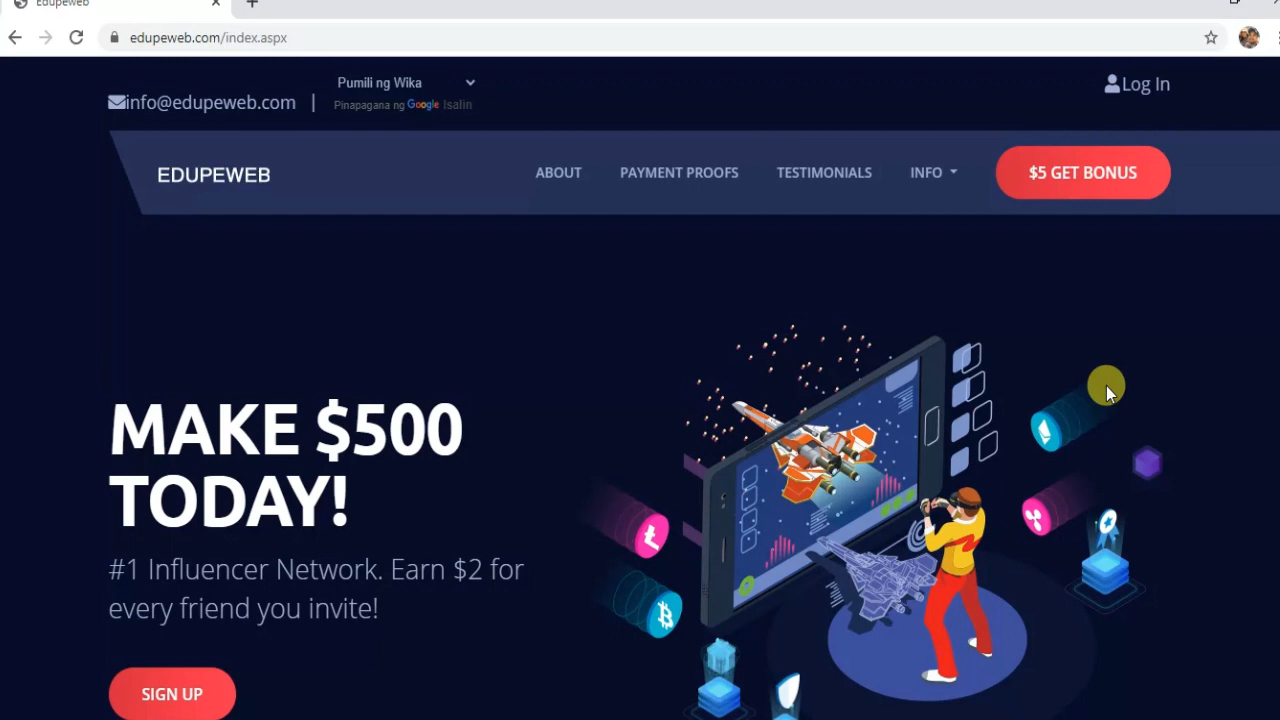 Edupeweb
edupeweb.com/index.aspx
Pumili ng Wika
Log In
info@edupeweb.com |
Pinapagana ng Google Isalin
EDUPEWEB
ABOUT
PAYMENT PROOFS
TESTIMONIALS
INFO
$5 GET BONUS
MAKE $500
TODAY!
#1 Influencer Network. Earn $2 for
every friend you invite!
SIGN UP